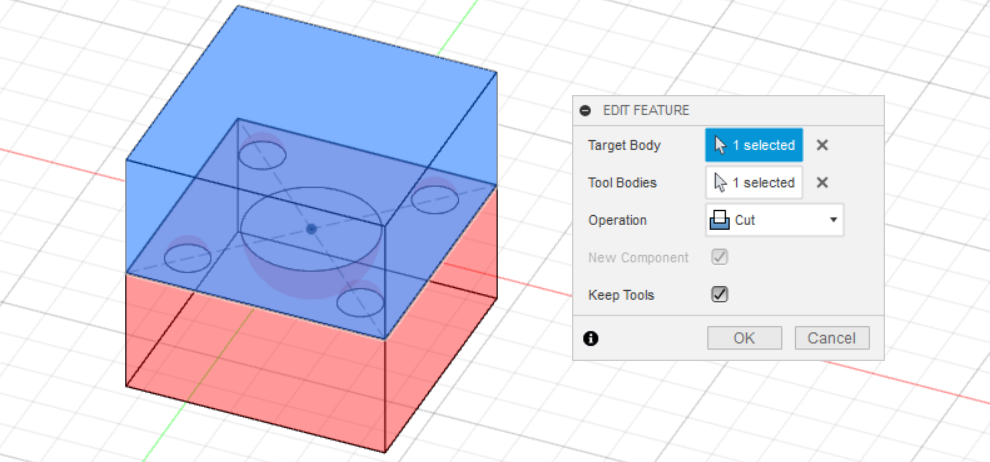 EDIT FEATURE
Target Body 1 selected
Tool Bodies 1 selected
Operation Cut
New Component
Keep Tools
OK Cancel